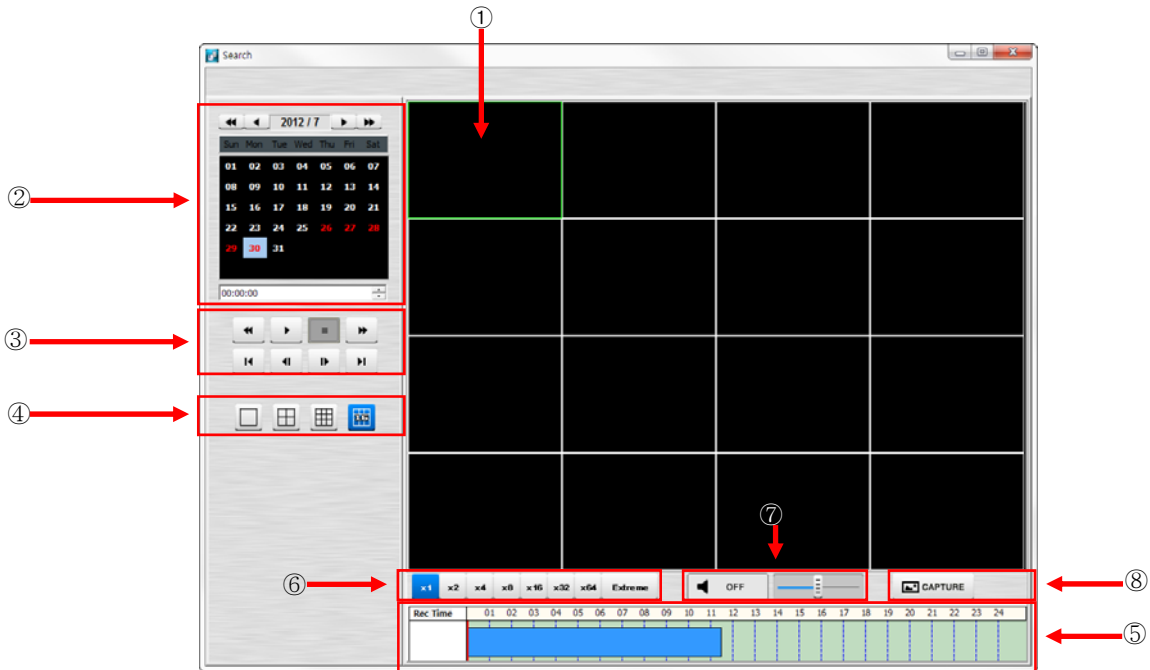 ①
Search
2012 / 7
Sun Mon Tue Wed Thu Fri Sat
01 02 03 04 05 06 07
08 09 10 11 12 13 14
②
15 16 17 18 19 20 21
22 23 24 25 26 27 28
29 30 31
00:00:00
③
④
⑦
⑥
x1 x2 x4 x8 x16 x32 x64 Extreme
OFF
CAPTURE
⑧
Rec Time 01 02 03 04 05 06 07 08 09 10 11 12 13 14 15 16 17 18 19 20 21 22 23 24
⑤